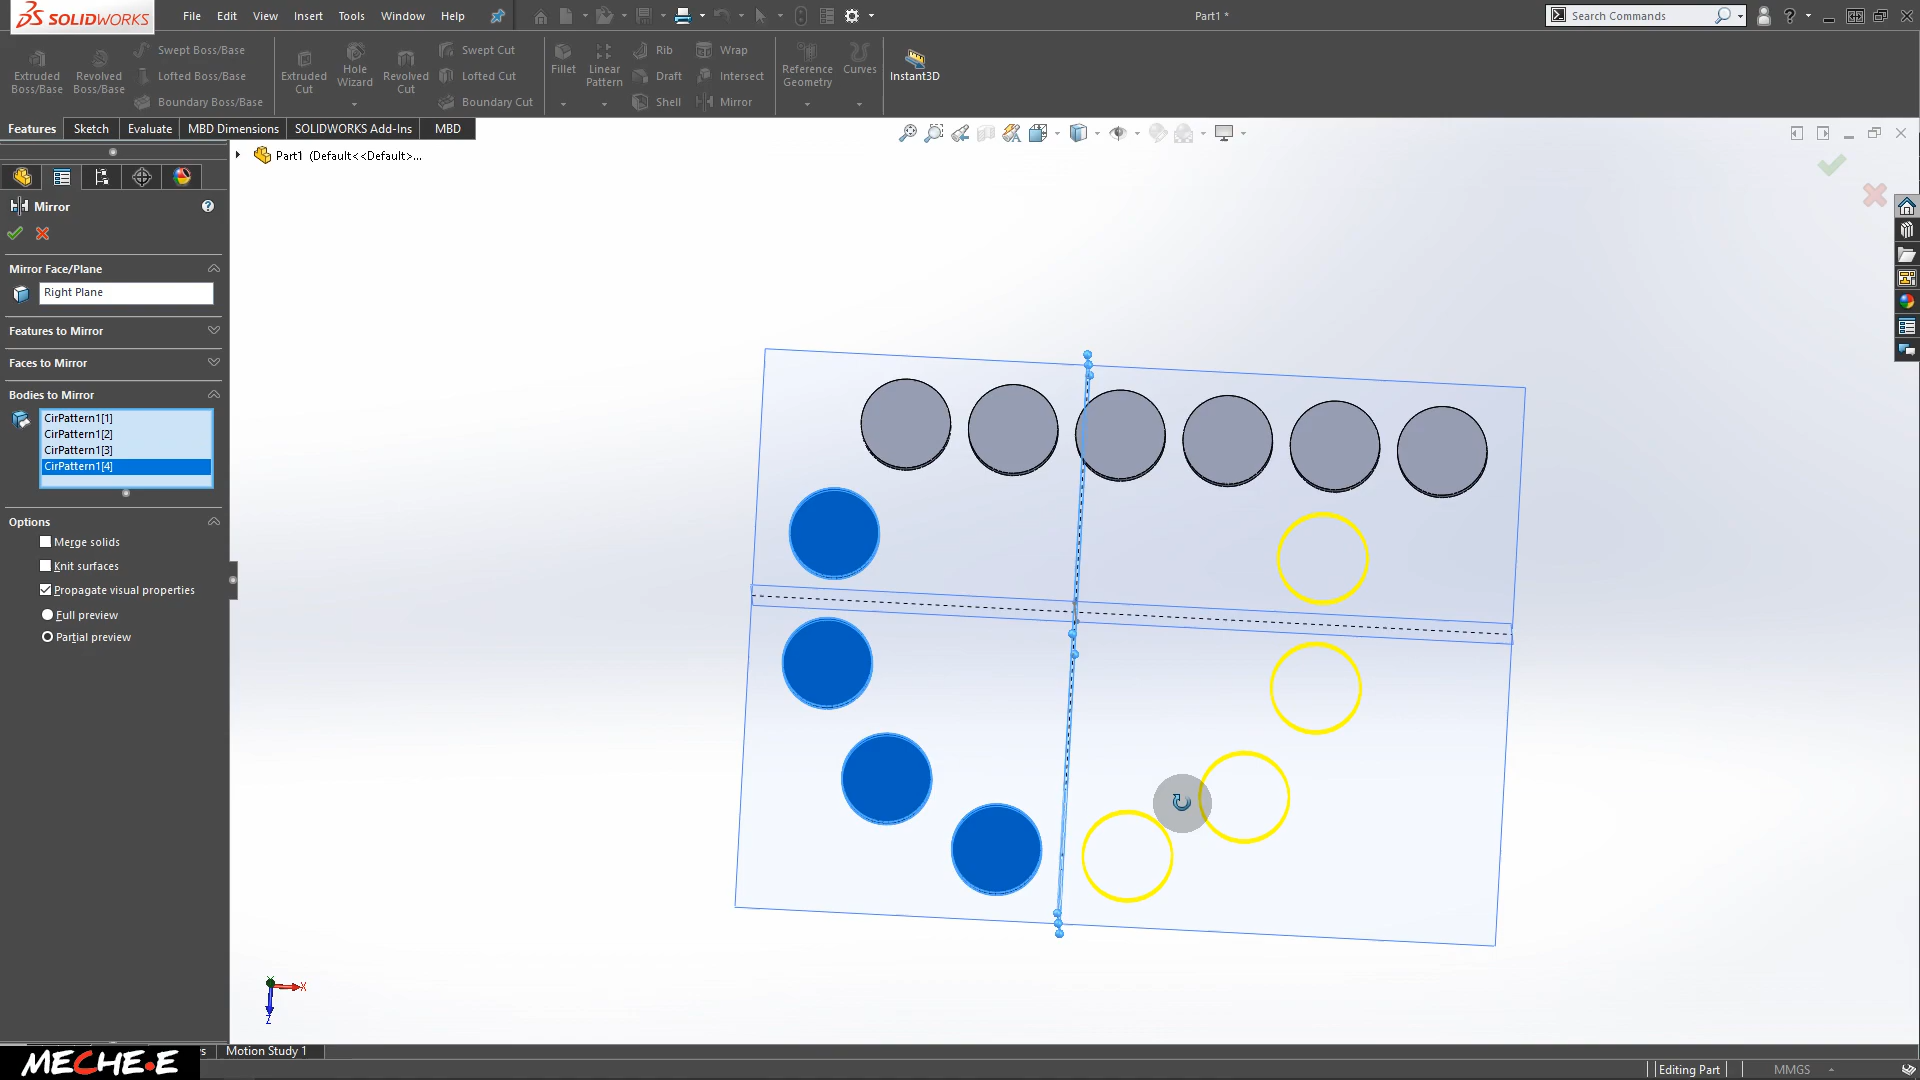 SOLIDWORKS
File Edit View Insert Tools Window Help
Part1 *
Search Commands
Extruded Boss/Base
Revolved Boss/Base
Swept Boss/Base
Lofted Boss/Base
Boundary Boss/Base
Extruded Cut
Hole Wizard
Revolved Cut
Swept Cut
Lofted Cut
Boundary Cut
Fillet
Linear Pattern
Rib
Draft
Shell
Wrap
Intersect
Mirror
Reference Geometry
Curves
Instant3D
Features Sketch Evaluate MBD Dimensions SOLIDWORKS Add-Ins MBD
Part1 (Default<<Default>...
Mirror
Mirror Face/Plane
Right Plane
Features to Mirror
Faces to Mirror
Bodies to Mirror
CirPattern1[1]
CirPattern1[2]
CirPattern1[3]
CirPattern1[4]
Options
Merge solids
Knit surfaces
Propagate visual properties
Full preview
Partial preview
X
Z
Motion Study 1
MECHE.E
Editing Part
MMGS